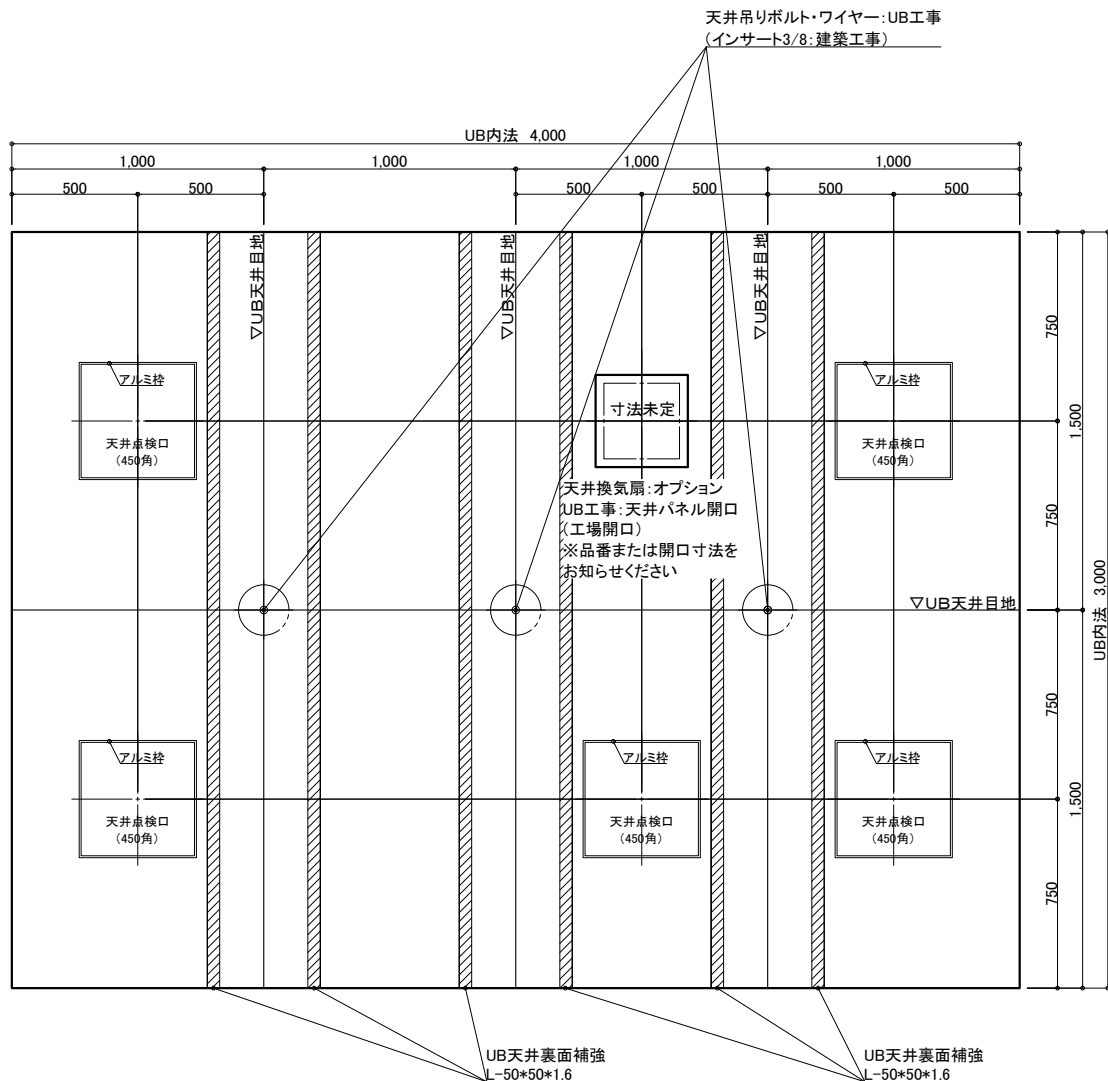 天井吊りボルト・ワイヤー:UB工事
(インサート3/8:建築工事)
UB内法 4,000
1,000
1,000
1,000
1,000
500
500
500
500
500
500
▽UB天井目地
▽UB天井目地
▽UB天井目地
アルミ枠
天井点検口
(450角)
寸法未定
アルミ枠
天井点検口
(450角)
天井換気扇:オプション
UB工事:天井パネル開口
(工場開口)
※品番または開口寸法を
お知らせください
▽UB天井目地
750
750
1,500
UB内法 3,000
750
750
1,500
アルミ枠
天井点検口
(450角)
アルミ枠
天井点検口
(450角)
アルミ枠
天井点検口
(450角)
UB天井裏面補強
L-50*50*1.6
UB天井裏面補強
L-50*50*1.6